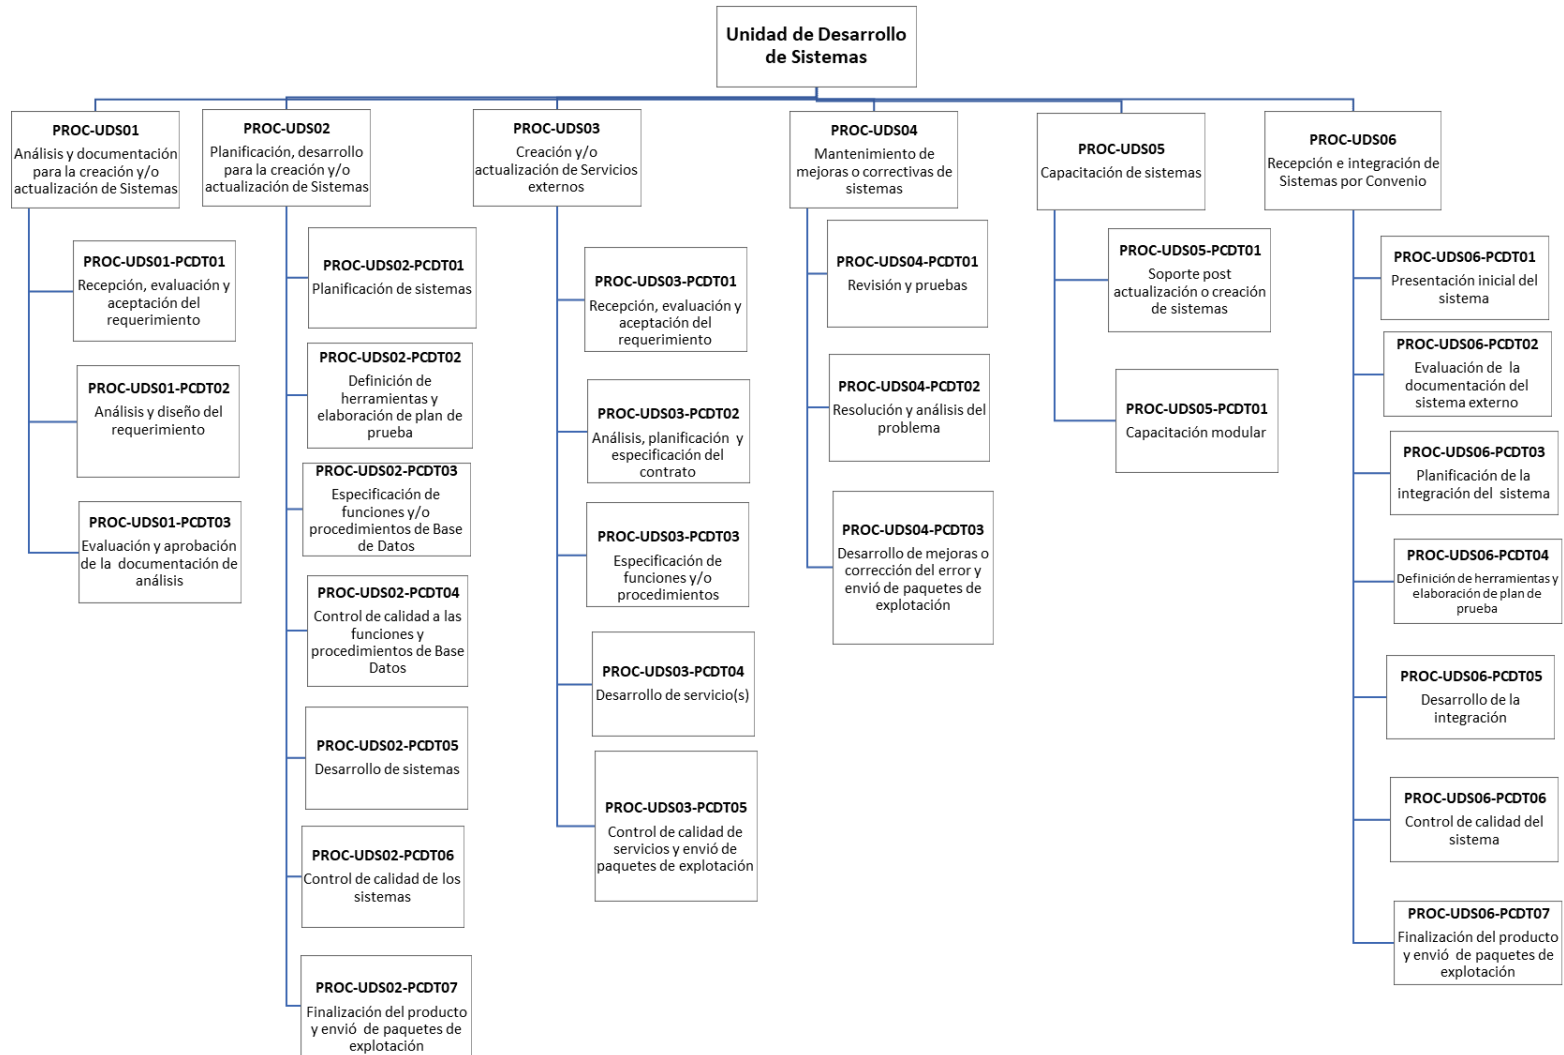 Unidad de Desarrollo
de Sistemas
PROC-UDS01
Análisis y documentación
para la creación y/o
actualización de Sistemas
PROC-UDS01-PCDT01
Recepción, evaluación y
aceptación del
requerimiento
PROC-UDS01-PCDT02
Análisis y diseño del
requerimiento
PROC-UDS01-PCDT03
Evaluación y aprobación
de la documentación de
análisis
PROC-UDS02
Planificación, desarrollo
para la creación y/o
actualización de Sistemas
PROC-UDS02-PCDT01
Planificación de sistemas
PROC-UDS02-PCDT02
Definición de
herramientas y
elaboración de plan de
prueba
PROC-UDS02-PCDT03
Especificación de
funciones y/o
procedimientos de Base
de Datos
PROC-UDS02-PCDT04
Control de calidad a las
funciones y
procedimientos de Base
Datos
PROC-UDS02-PCDT05
Desarrollo de sistemas
PROC-UDS02-PCDT06
Control de calidad de los
sistemas
PROC-UDS02-PCDT07
Finalización del producto
y envió de paquetes de
explotación
PROC-UDS03
Creación y/o
actualización de Servicios
externos
PROC-UDS03-PCDT01
Recepción, evaluación y
aceptación del
requerimiento
PROC-UDS03-PCDT02
Análisis, planificación y
especificación del
contrato
PROC-UDS03-PCDT03
Especificación de
funciones y/o
procedimientos
PROC-UDS03-PCDT04
Desarrollo de servicio(s)
PROC-UDS03-PCDT05
Control de calidad de
servicios y envió de
paquetes de explotación
PROC-UDS04
Mantenimiento de
mejoras o correctivas de
sistemas
PROC-UDS04-PCDT01
Revisión y pruebas
PROC-UDS04-PCDT02
Resolución y análisis del
problema
PROC-UDS04-PCDT03
Desarrollo de mejoras o
corrección del error y
envió de paquetes de
explotación
PROC-UDS05
Capacitación de sistemas
PROC-UDS05-PCDT01
Soporte post
actualización o creación
de sistemas
PROC-UDS05-PCDT01
Capacitación modular
PROC-UDS06
Recepción e integración de
Sistemas por Convenio
PROC-UDS06-PCDT01
Presentación inicial del
sistema
PROC-UDS06-PCDT02
Evaluación de la
documentación del
sistema externo
PROC-UDS06-PCDT03
Planificación de la
integración del sistema
PROC-UDS06-PCDT04
Definición de herramientas y
elaboración de plan de
prueba
PROC-UDS06-PCDT05
Desarrollo de la
integración
PROC-UDS06-PCDT06
Control de calidad del
sistema
PROC-UDS06-PCDT07
Finalización del producto
y envió de paquetes de
explotación